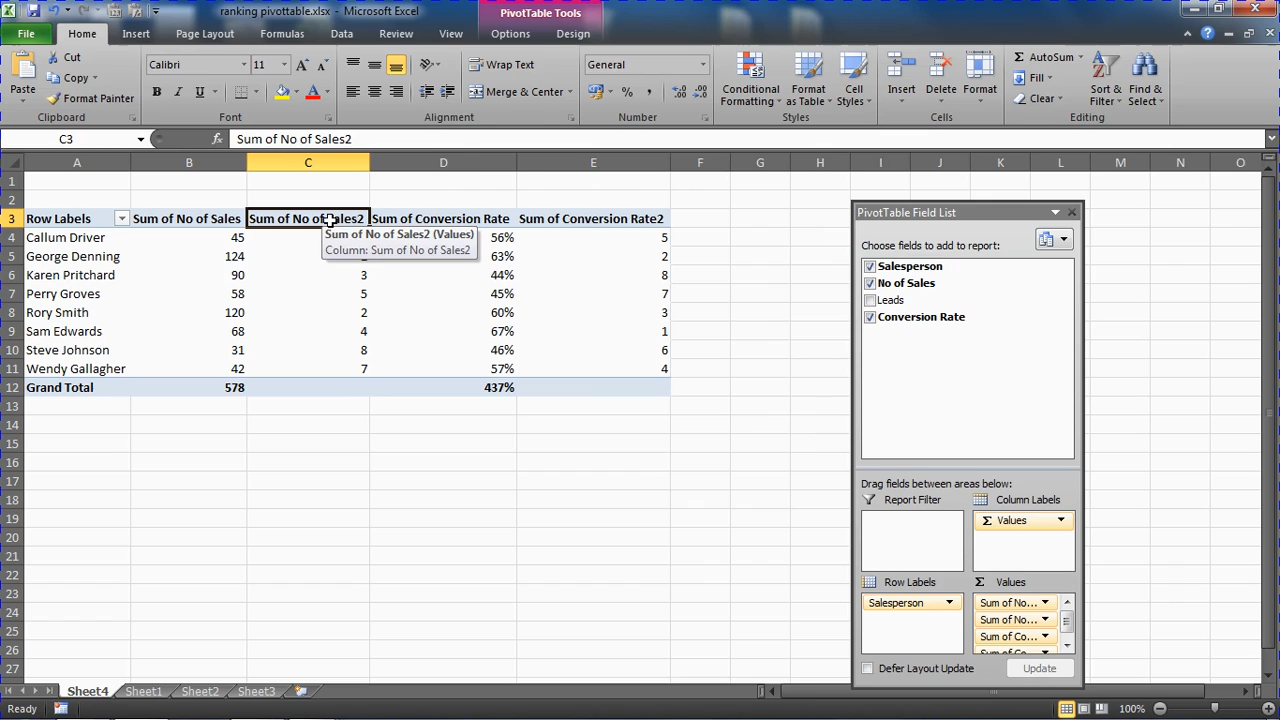 ranking pivottable.xlsx - Microsoft Excel
PivotTable Tools
File Home Insert Page Layout Formulas Data Review View Options Design
Paste
Cut
Copy
Format Painter
Clipboard
Calibri 11
B I U
Font
Wrap Text
Merge & Center
Alignment
General
Number
Conditional Formatting
Format as Table
Cell Styles
Styles
Insert
Delete
Format
Cells
AutoSum
Fill
Clear
Sort & Filter
Find & Select
Editing
C3 fx Sum of No of Sales2
A B C D E F G H I J K L M N O
1
2
3 Row Labels Sum of No of Sales Sum of No of Sales2 Sum of Conversion Rate Sum of Conversion Rate2
4 Callum Driver 45 56% 5
5 George Denning 124 63% 2
6 Karen Pritchard 90 3 44% 8
7 Perry Groves 58 5 45% 7
8 Rory Smith 120 2 60% 3
9 Sam Edwards 68 4 67% 1
10 Steve Johnson 31 8 46% 6
11 Wendy Gallagher 42 7 57% 4
12 Grand Total 578 437%
13
14
15
16
17
18
19
20
21
22
23
24
25
26
27
Sum of No of Sales2 (Values)
Column: Sum of No of Sales2
PivotTable Field List
Choose fields to add to report:
Salesperson
No of Sales
Leads
Conversion Rate
Drag fields between areas below:
Report Filter Column Labels
Σ Values
Row Labels Σ Values
Salesperson Sum of No...
Sum of No...
Sum of Co...
Sum of Co...
Defer Layout Update Update
Sheet4 Sheet1 Sheet2 Sheet3
Ready 100%